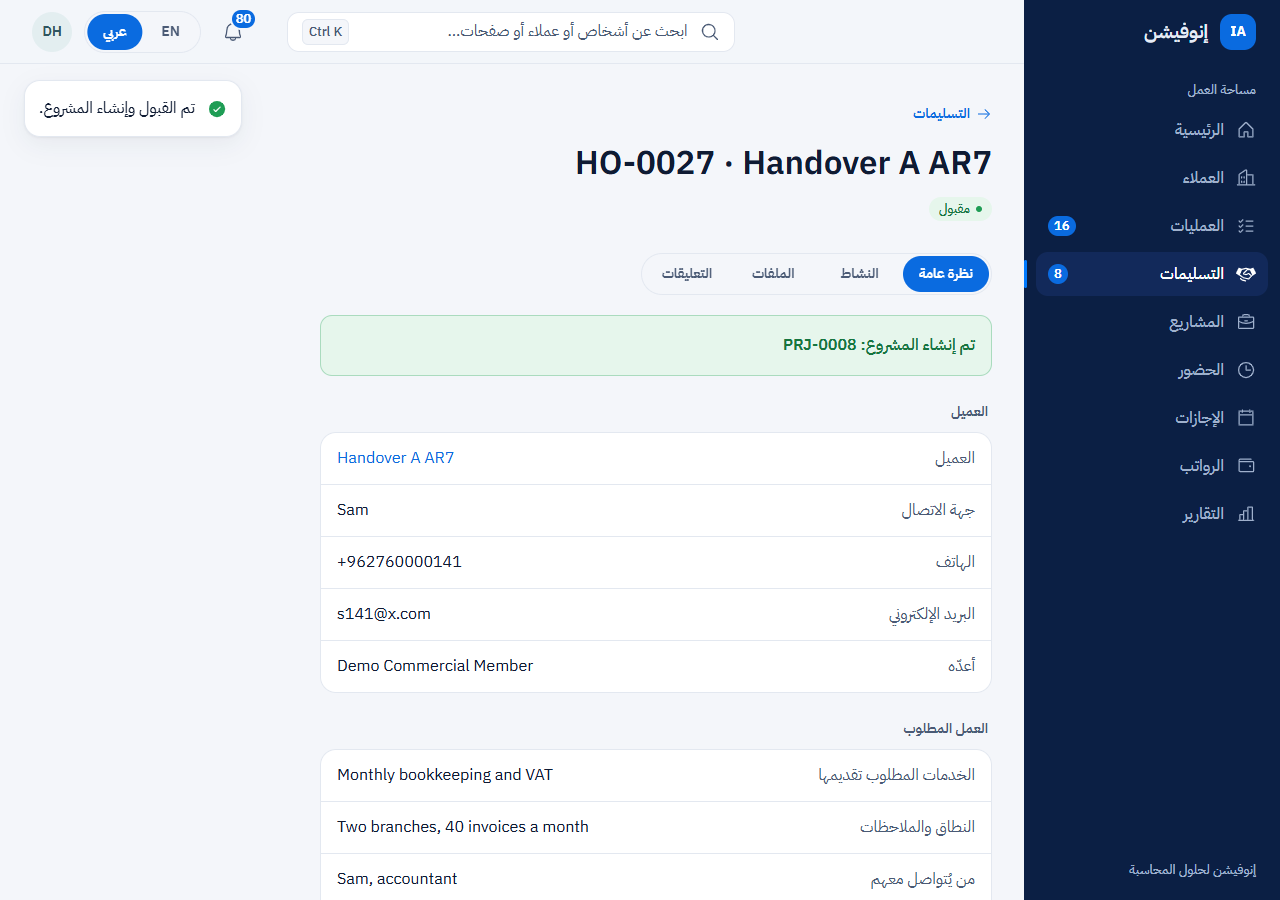 IA إنوفيشن
مساحة العمل
الرئيسية
العملاء
العمليات 16
التسليمات 8
المشاريع
الحضور
الإجازات
الرواتب
التقارير
إنوفيشن لحلول المحاسبة
ابحث عن أشخاص أو عملاء أو صفحات... Ctrl K
80
EN عربي
DH
تم القبول وإنشاء المشروع.
التسليمات
HO-0027 · Handover A AR7
مقبول
نظرة عامة النشاط الملفات التعليقات
تم إنشاء المشروع: PRJ-0008
العميل
العميل Handover A AR7
جهة الاتصال Sam
الهاتف +962760000141
البريد الإلكتروني s141@x.com
أعدّه Demo Commercial Member
العمل المطلوب
الخدمات المطلوب تقديمها Monthly bookkeeping and VAT
النطاق والملاحظات Two branches, 40 invoices a month
من يُتواصل معهم Sam, accountant